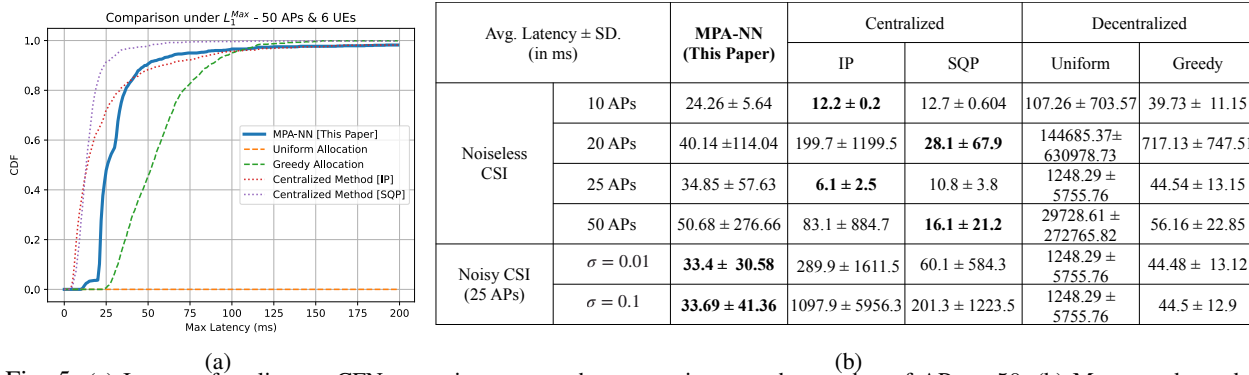 Comparison under L₁ᴹᵃˣ - 50 APs & 6 UEs
CDF
1.0
0.8
0.6
0.4
0.2
0.0
MPA-NN [This Paper]
Uniform Allocation
Greedy Allocation
Centralized Method [IP]
Centralized Method [SQP]
0 25 50 75 100 125 150 175 200
Max Latency (ms)
(a)
Avg. Latency ± SD. (in ms) MPA-NN (This Paper) Centralized Decentralized
IP SQP Uniform Greedy
Noiseless CSI
10 APs 24.26 ± 5.64 12.2 ± 0.2 12.7 ± 0.604 107.26 ± 703.57 39.73 ± 11.15
20 APs 40.14 ±114.04 199.7 ± 1199.5 28.1 ± 67.9 144685.37± 630978.73 717.13 ± 747.51
25 APs 34.85 ± 57.63 6.1 ± 2.5 10.8 ± 3.8 1248.29 ± 5755.76 44.54 ± 13.15
50 APs 50.68 ± 276.66 83.1 ± 884.7 16.1 ± 21.2 29728.61 ± 272765.82 56.16 ± 22.85
Noisy CSI (25 APs)
σ = 0.01 33.4 ± 30.58 289.9 ± 1611.5 60.1 ± 584.3 1248.29 ± 5755.76 44.48 ± 13.12
σ = 0.1 33.69 ± 41.36 1097.9 ± 5956.3 201.3 ± 1223.5 1248.29 ± 5755.76 44.5 ± 12.9
(b)